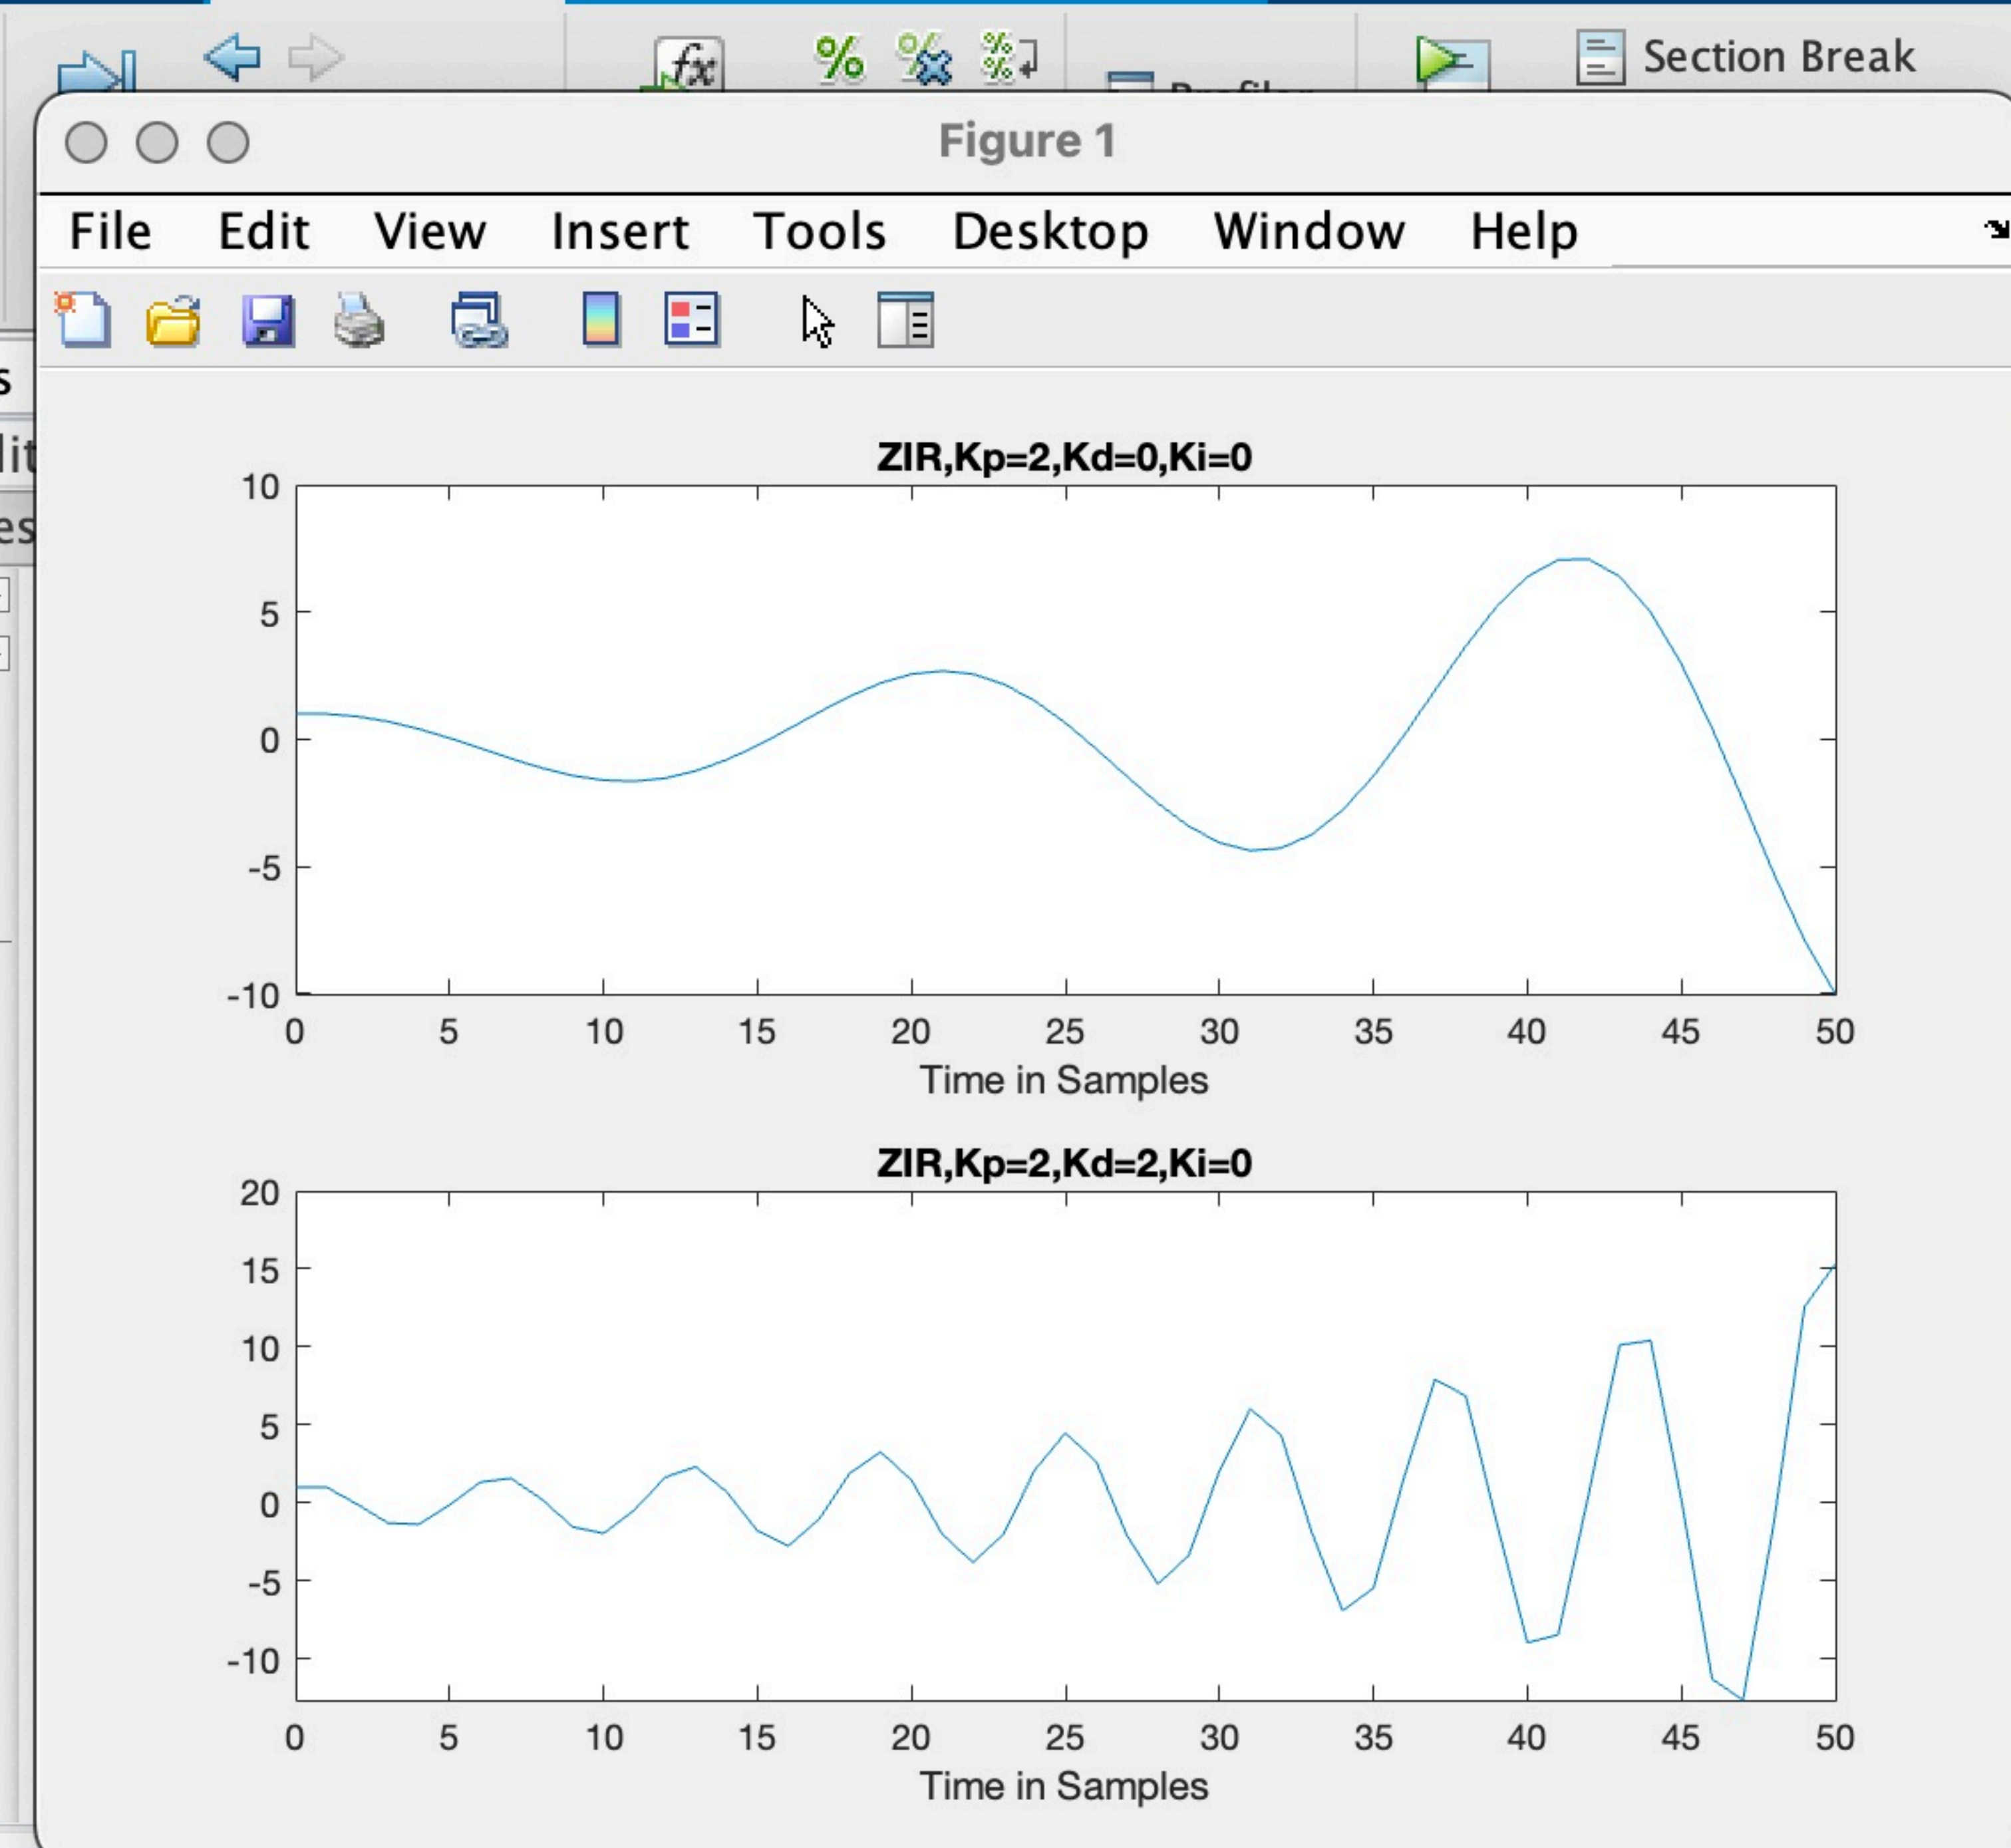 Section Break
Profiler
Figure 1
File Edit View Insert Tools Desktop Window Help
s
lit
es
ZIR,Kp=2,Kd=0,Ki=0
10
5
0
-5
-10
0 5 10 15 20 25 30 35 40 45 50
Time in Samples
ZIR,Kp=2,Kd=2,Ki=0
20
15
10
5
0
-5
-10
0 5 10 15 20 25 30 35 40 45 50
Time in Samples